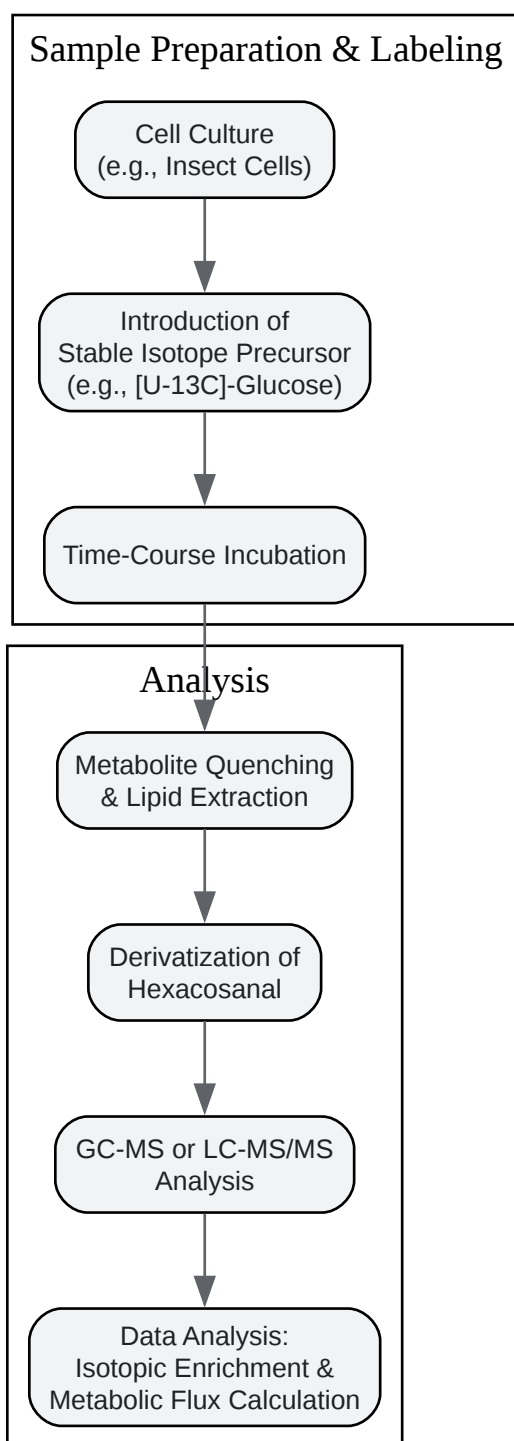 Sample Preparation & Labeling
Cell Culture
(e.g., Insect Cells)
Introduction of
Stable Isotope Precursor
(e.g., [U-13C]-Glucose)
Time-Course Incubation
Analysis
Metabolite Quenching
& Lipid Extraction
Derivatization of
Hexacosanal
GC-MS or LC-MS/MS
Analysis
Data Analysis:
Isotopic Enrichment &
Metabolic Flux Calculation